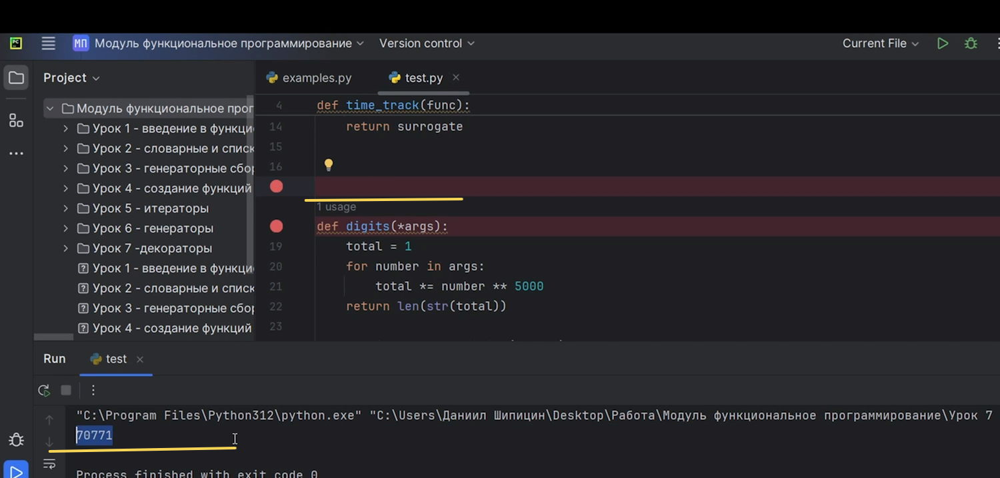 PC
МП Модуль функциональное программирование Version control Current File
Project
examples.py test.py
Модуль функциональное прог
Урок 1 - введение в функци
Урок 2 - словарные и списк
Урок 3 - генераторные сбор
Урок 4 - создание функций
Урок 5 - итераторы
Урок 6 - генераторы
Урок 7 -декораторы
Урок 1 - введение в функци
Урок 2 - словарные и списк
Урок 3 - генераторные сбор
Урок 4 - создание функций
4 def time_track(func):
14 return surrogate
15
16
1 usage
def digits(*args):
19 total = 1
20 for number in args:
21 total *= number ** 5000
22 return len(str(total))
23
Run test
"C:\Program Files\Python312\python.exe" "C:\Users\Даниил Шипицин\Desktop\Работа\Модуль функциональное программирование\Урок 7
70771
Process finished with exit code 0